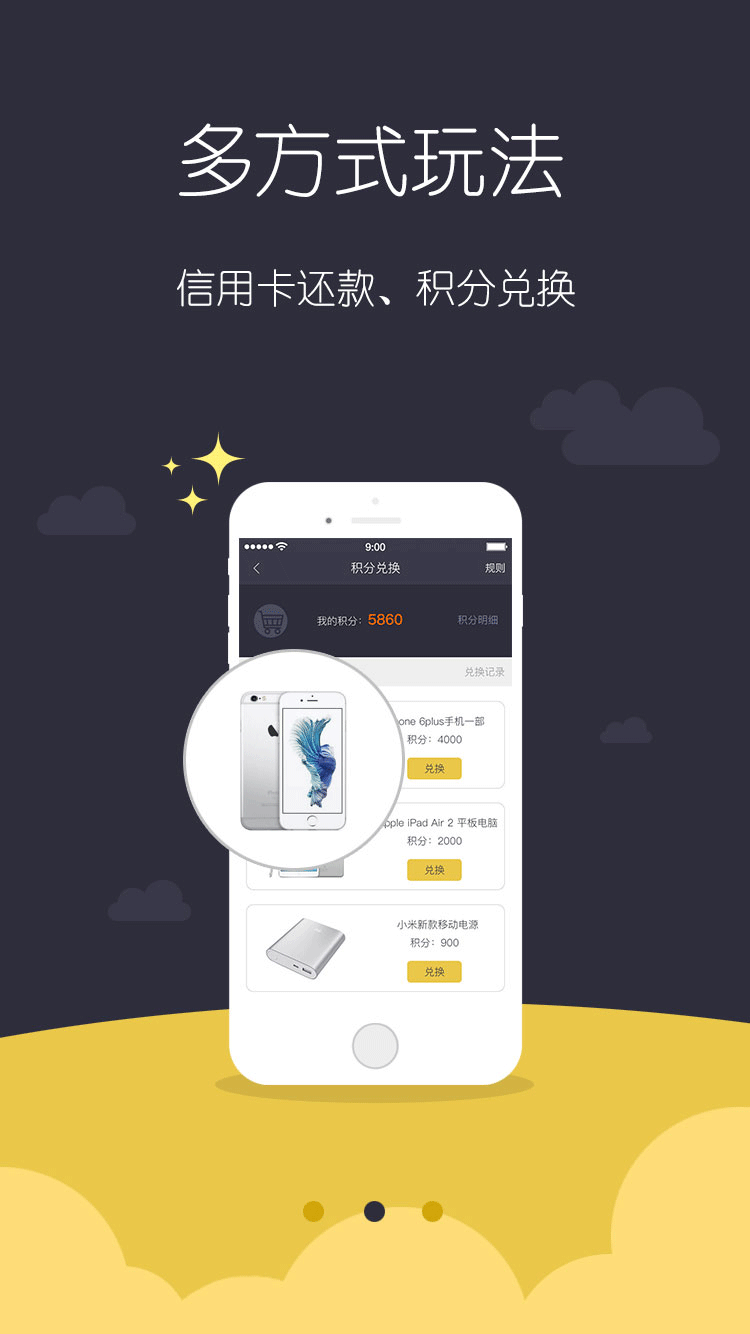 多方式玩法
信用卡还款、积分兑换
9:00
积分兑换
规则
我的积分：5860
积分明细
兑换记录
one 6plus手机一部
积分：4000
兑换
pple iPad Air 2 平板电脑
积分：2000
兑换
小米新款移动电源
积分：900
兑换